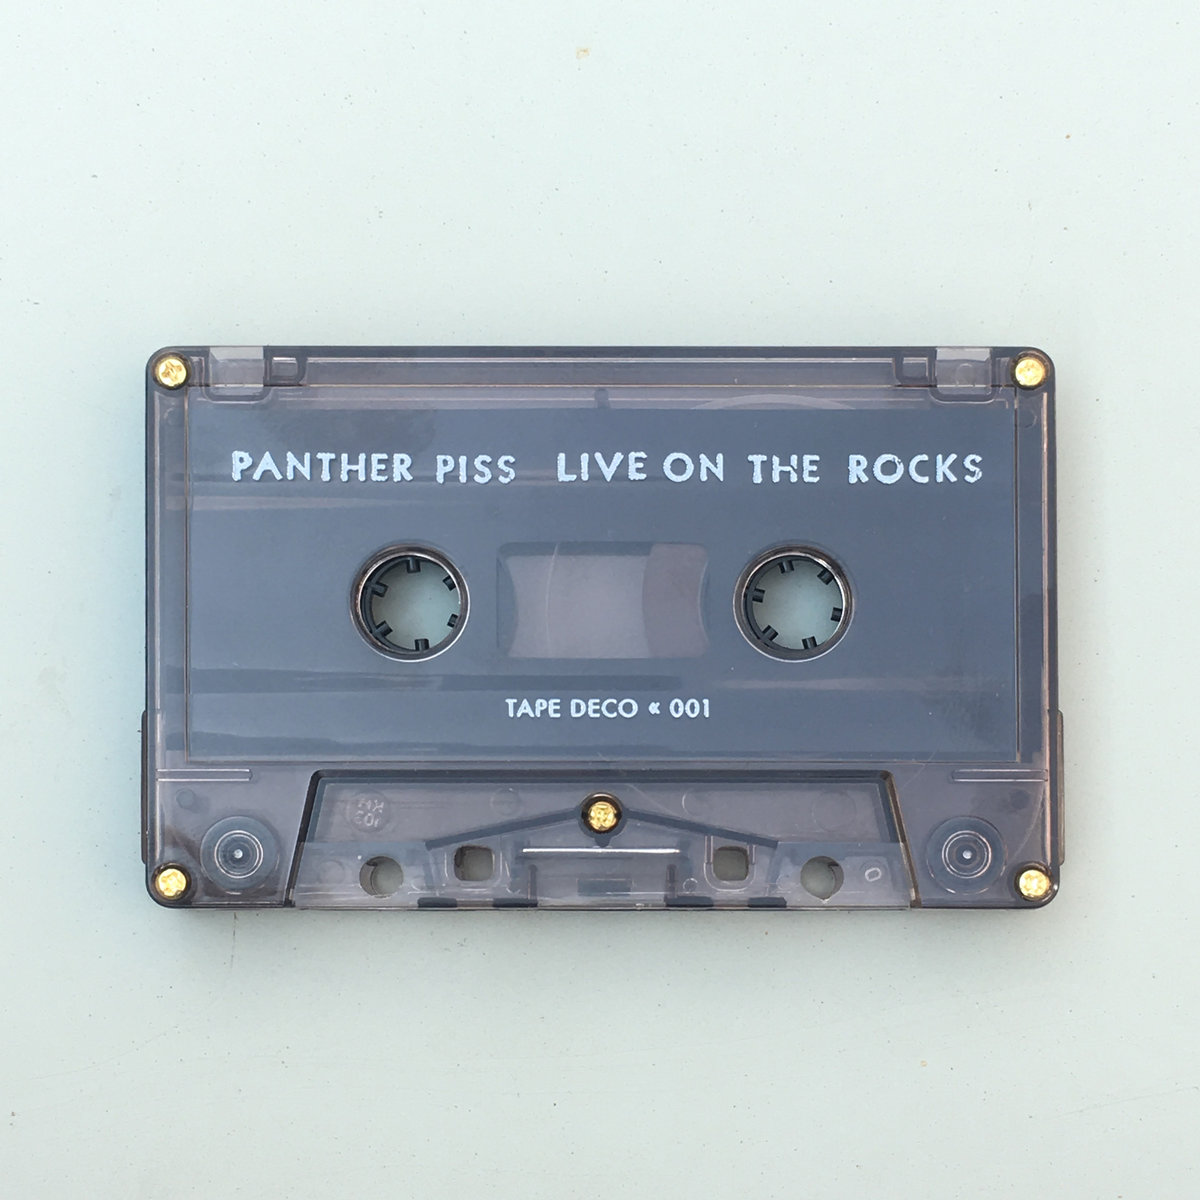 PANTHER PISS LIVE ON THE ROCKS
TAPE DECO « 001